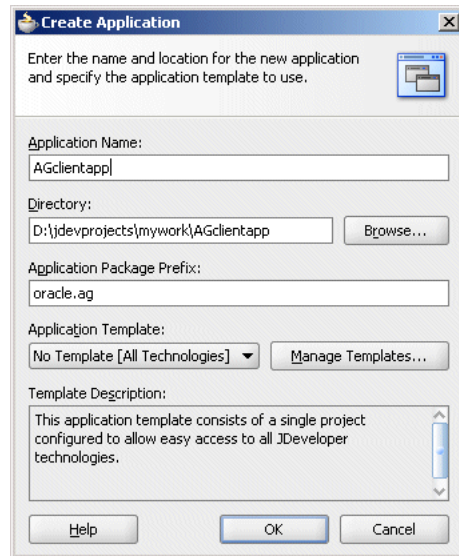 Create Application
Enter the name and location for the new application
and specify the application template to use.
Application Name:
AGclientapp
Directory:
D:\jdevprojects\mywork\AGclientapp
Browse...
Application Package Prefix:
oracle.ag
Application Template:
No Template [All Technologies]
Manage Templates...
Template Description:
This application template consists of a single project
configured to allow easy access to all JDeveloper
technologies.
Help
OK
Cancel